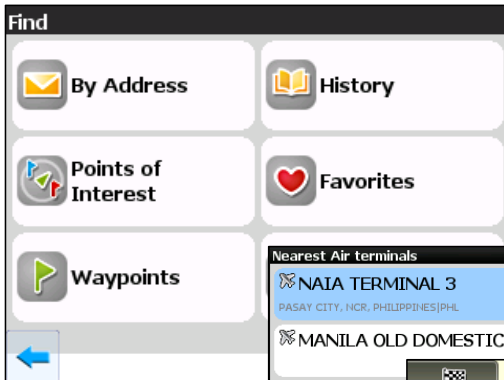 Find
By Address
History
Points of
Interest
Favorites
Waypoints
Nearest Air terminals
NAIA TERMINAL 3
PASAY CITY, NCR, PHILIPPINES|PHL
MANILA OLD DOMESTIC